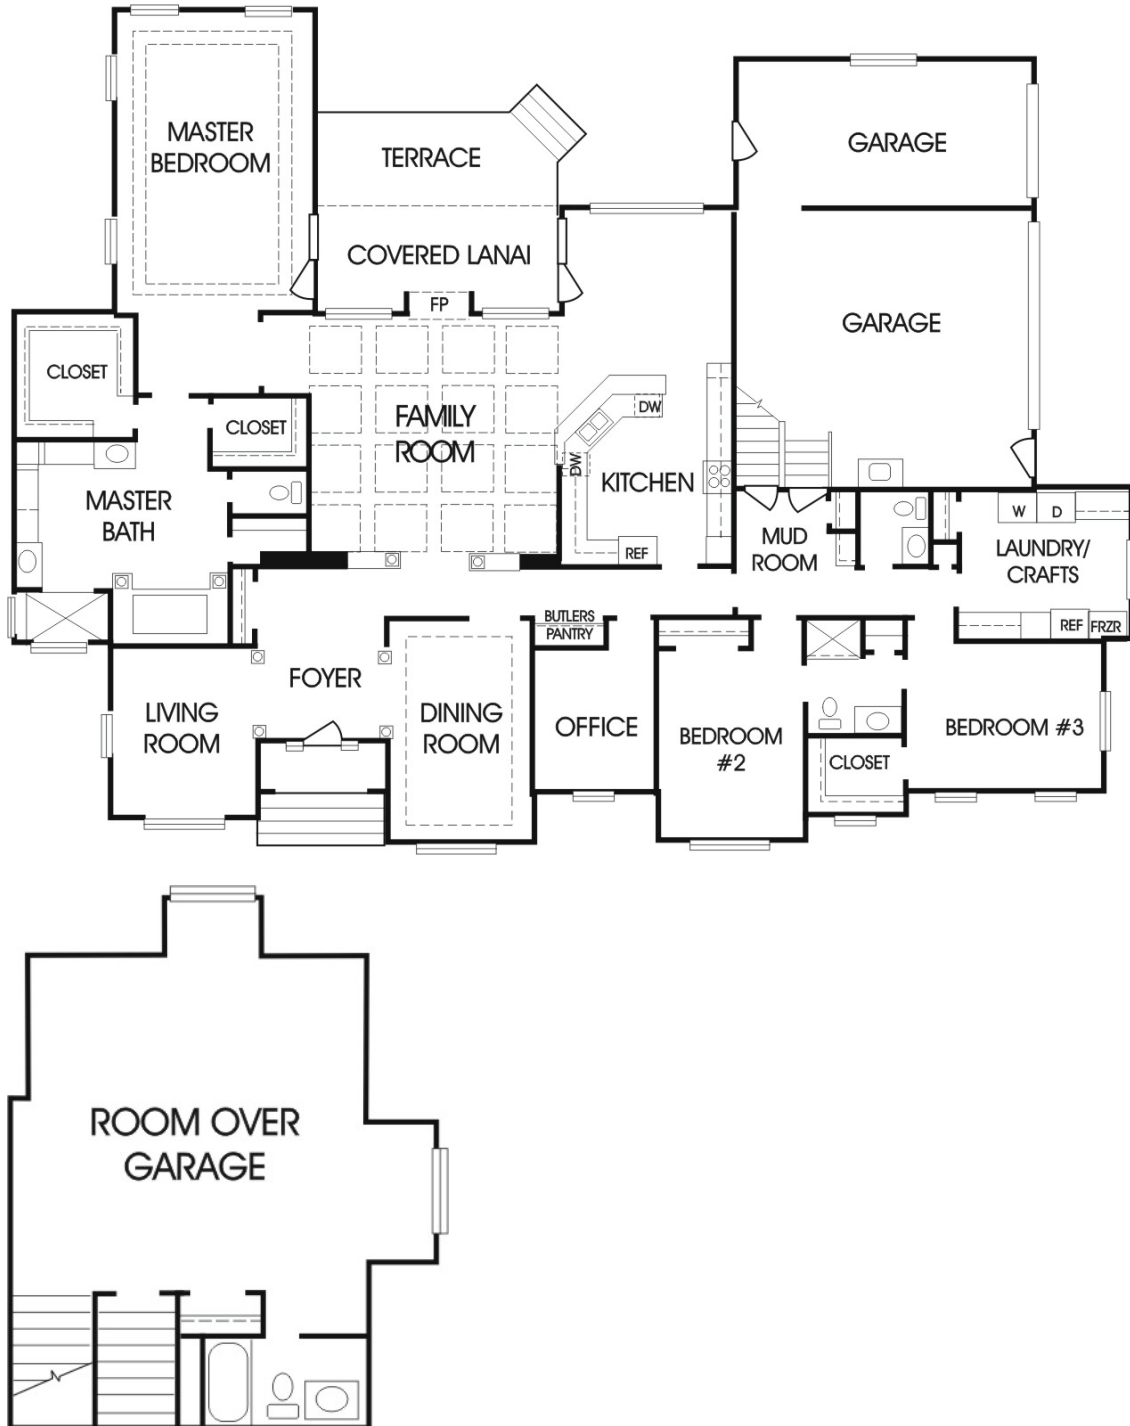 MASTER
BEDROOM
TERRACE
GARAGE
COVERED LANAI
FP
GARAGE
CLOSET
CLOSET
FAMILY
ROOM
DW
DW
KITCHEN
MASTER
BATH
REF
MUD
ROOM
W D
LAUNDRY/
CRAFTS
BUTLERS
PANTRY
REF FRZR
FOYER
LIVING
ROOM
DINING
ROOM
OFFICE
BEDROOM
#2
BEDROOM #3
CLOSET
ROOM OVER
GARAGE